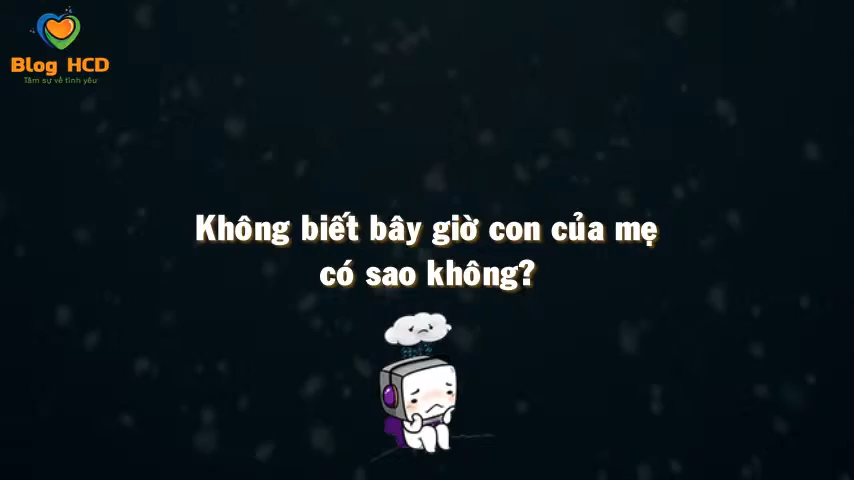 Blog HCD
Tâm sự về tình yêu
Không biết bây giờ con của mẹ
có sao không?